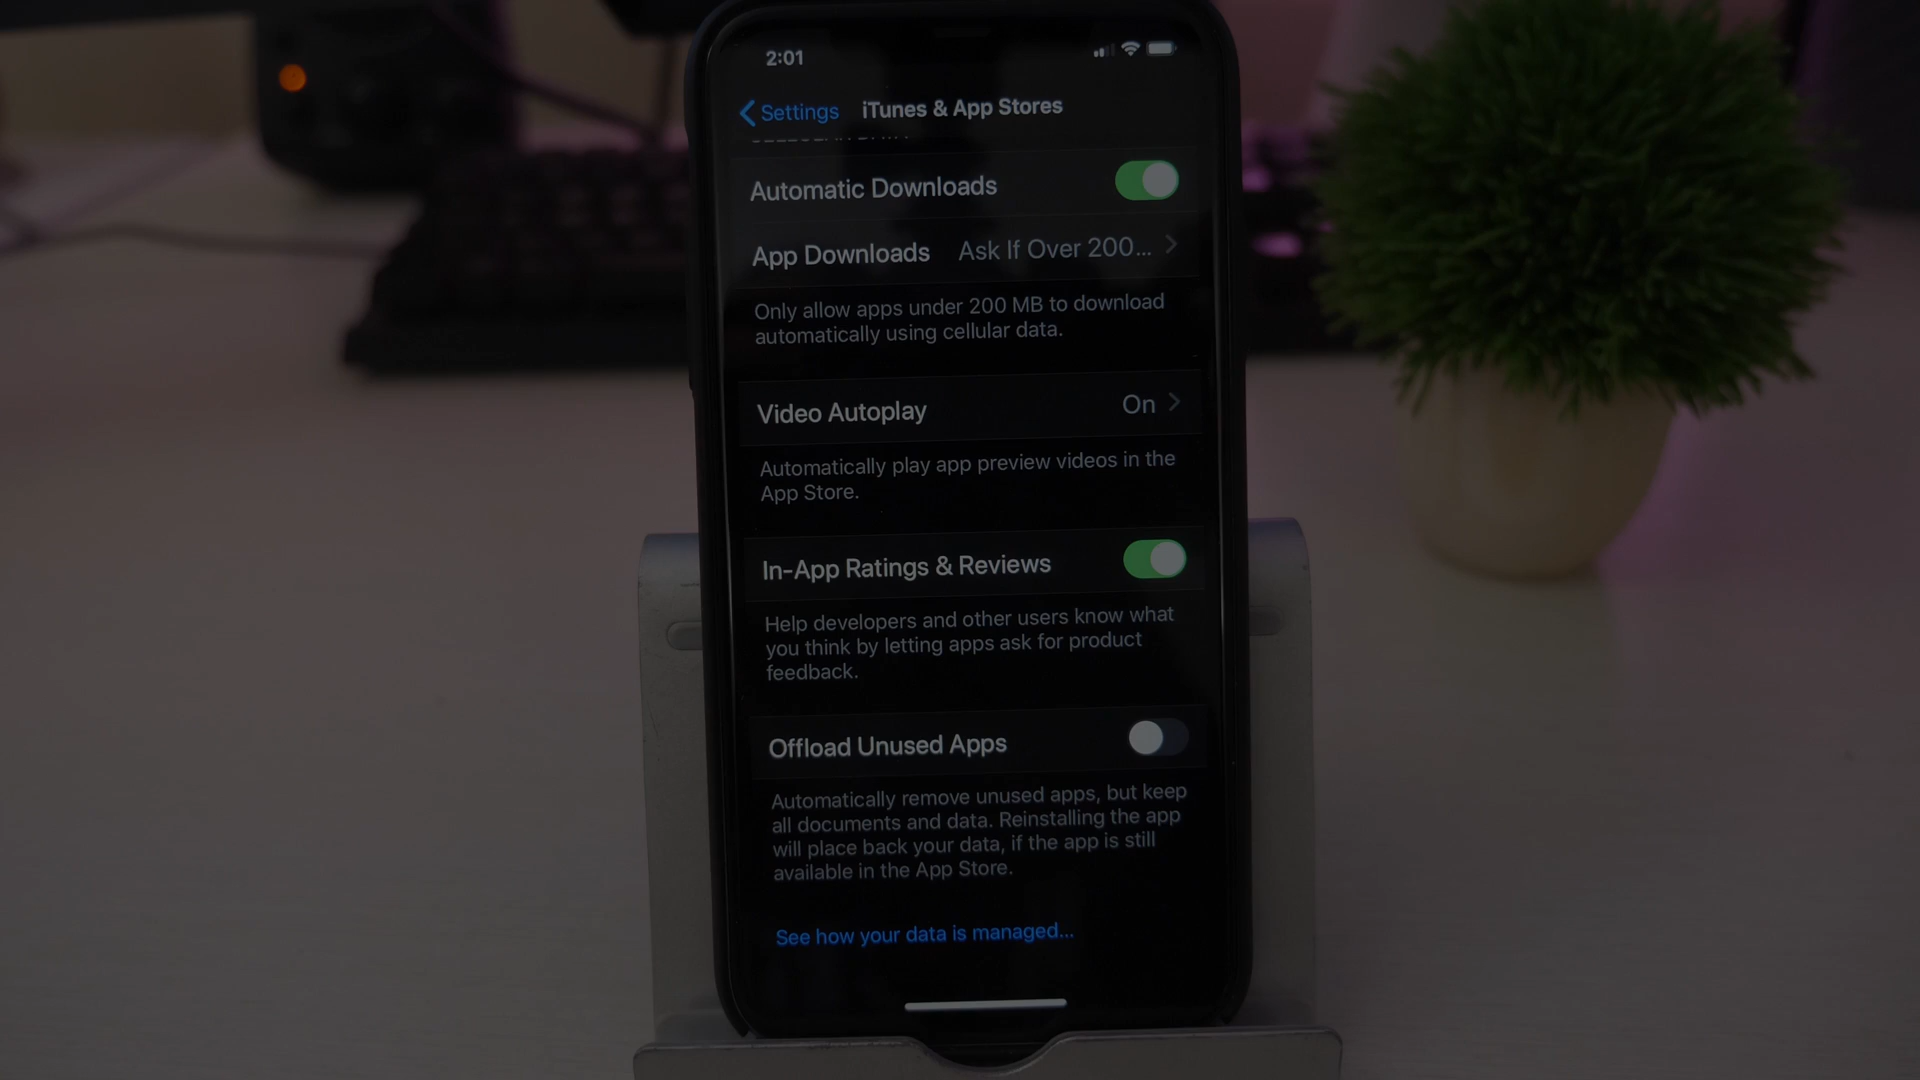 2:01
Settings iTunes & App Stores
Automatic Downloads
App Downloads Ask If Over 200...
Only allow apps under 200 MB to download
automatically using cellular data.
Video Autoplay On
Automatically play app preview videos in the
App Store.
In-App Ratings & Reviews
Help developers and other users know what
you think by letting apps ask for product
feedback.
Offload Unused Apps
Automatically remove unused apps, but keep
all documents and data. Reinstalling the app
will place back your data, if the app is still
available in the App Store.
See how your data is managed...